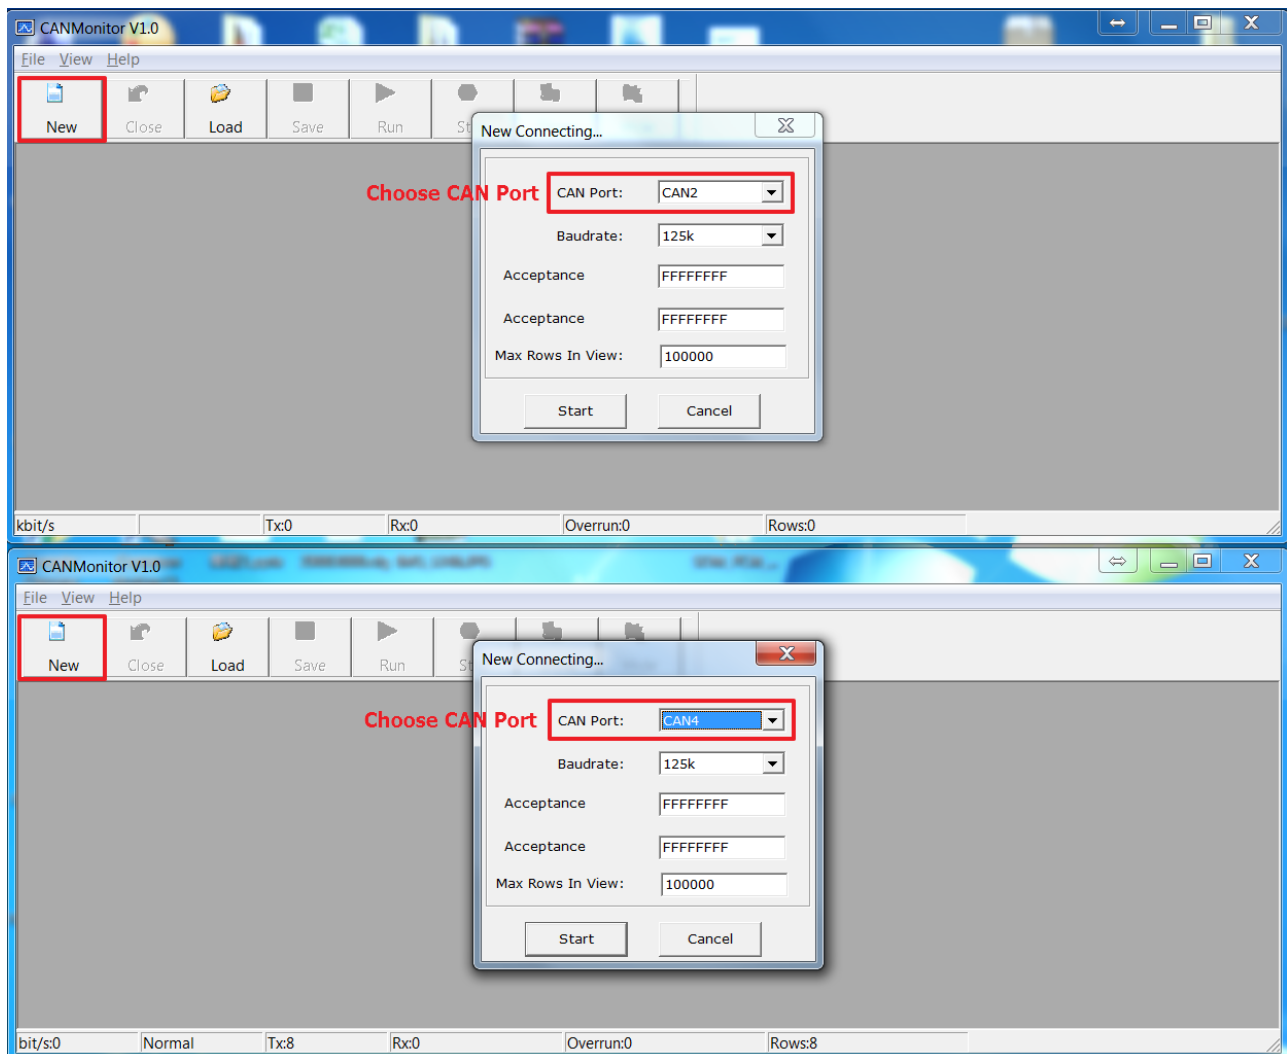 CANMonitor V1.0
File View Help
New Close Load Save Run
New Connecting...
Choose CAN Port CAN Port: CAN2
Baudrate: 125k
Acceptance FFFFFFFF
Acceptance FFFFFFFF
Max Rows In View: 100000
Start Cancel
kbit/s Tx:0 Rx:0 Overrun:0 Rows:0
CANMonitor V1.0
File View Help
New Close Load Save Run
New Connecting...
Choose CAN Port CAN Port: CAN4
Baudrate: 125k
Acceptance FFFFFFFF
Acceptance FFFFFFFF
Max Rows In View: 100000
Start Cancel
bit/s:0 Normal Tx:8 Rx:0 Overrun:0 Rows:8